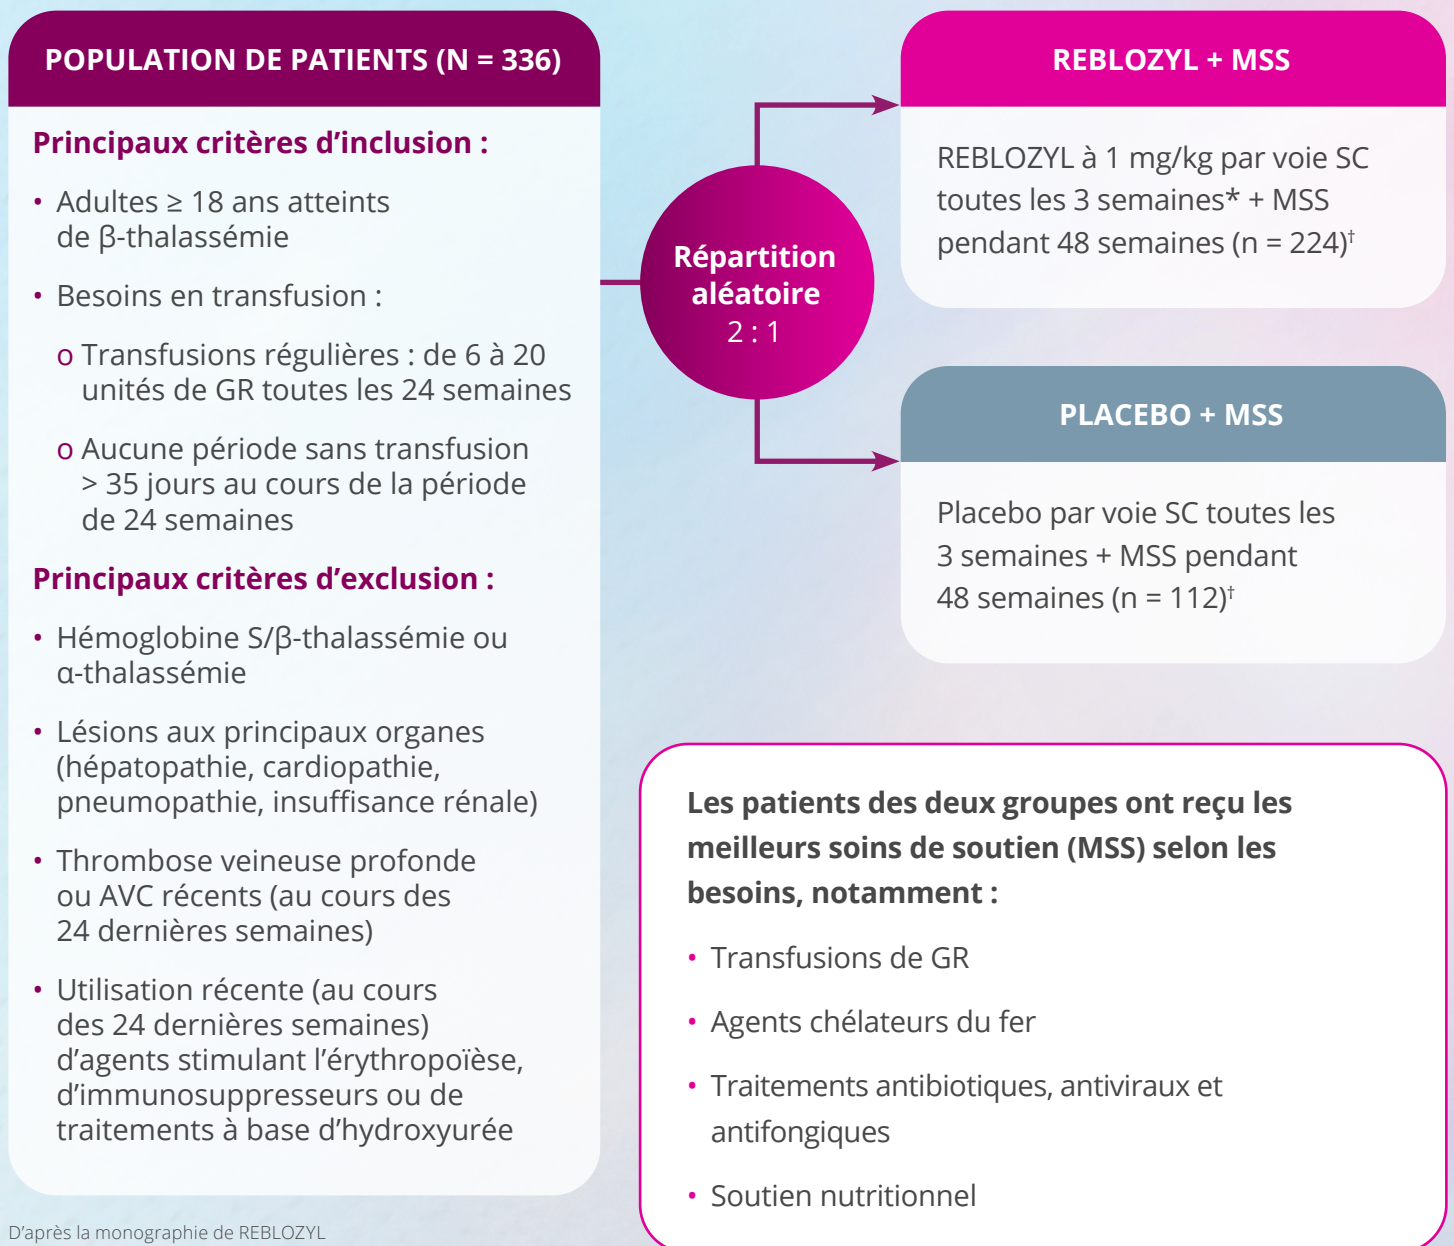 POPULATION DE PATIENTS (N = 336)
Principaux critères d’inclusion :
• Adultes ≥ 18 ans atteints
de β-thalassémie
• Besoins en transfusion :
o Transfusions régulières : de 6 à 20
unités de GR toutes les 24 semaines
o Aucune période sans transfusion
> 35 jours au cours de la période
de 24 semaines
Principaux critères d’exclusion :
• Hémoglobine S/β-thalassémie ou
α-thalassémie
• Lésions aux principaux organes
(hépatopathie, cardiopathie,
pneumopathie, insuffisance rénale)
• Thrombose veineuse profonde
ou AVC récents (au cours des
24 dernières semaines)
• Utilisation récente (au cours
des 24 dernières semaines)
d’agents stimulant l’érythropoïèse,
d’immunosuppresseurs ou de
traitements à base d’hydroxyurée
Répartition
aléatoire
2 : 1
REBLOZYL + MSS
REBLOZYL à 1 mg/kg par voie SC
toutes les 3 semaines* + MSS
pendant 48 semaines (n = 224)†
PLACEBO + MSS
Placebo par voie SC toutes les
3 semaines + MSS pendant
48 semaines (n = 112)†
Les patients des deux groupes ont reçu les
meilleurs soins de soutien (MSS) selon les
besoins, notamment :
• Transfusions de GR
• Agents chélateurs du fer
• Traitements antibiotiques, antiviraux et
antifongiques
• Soutien nutritionnel
D’après la monographie de REBLOZYL